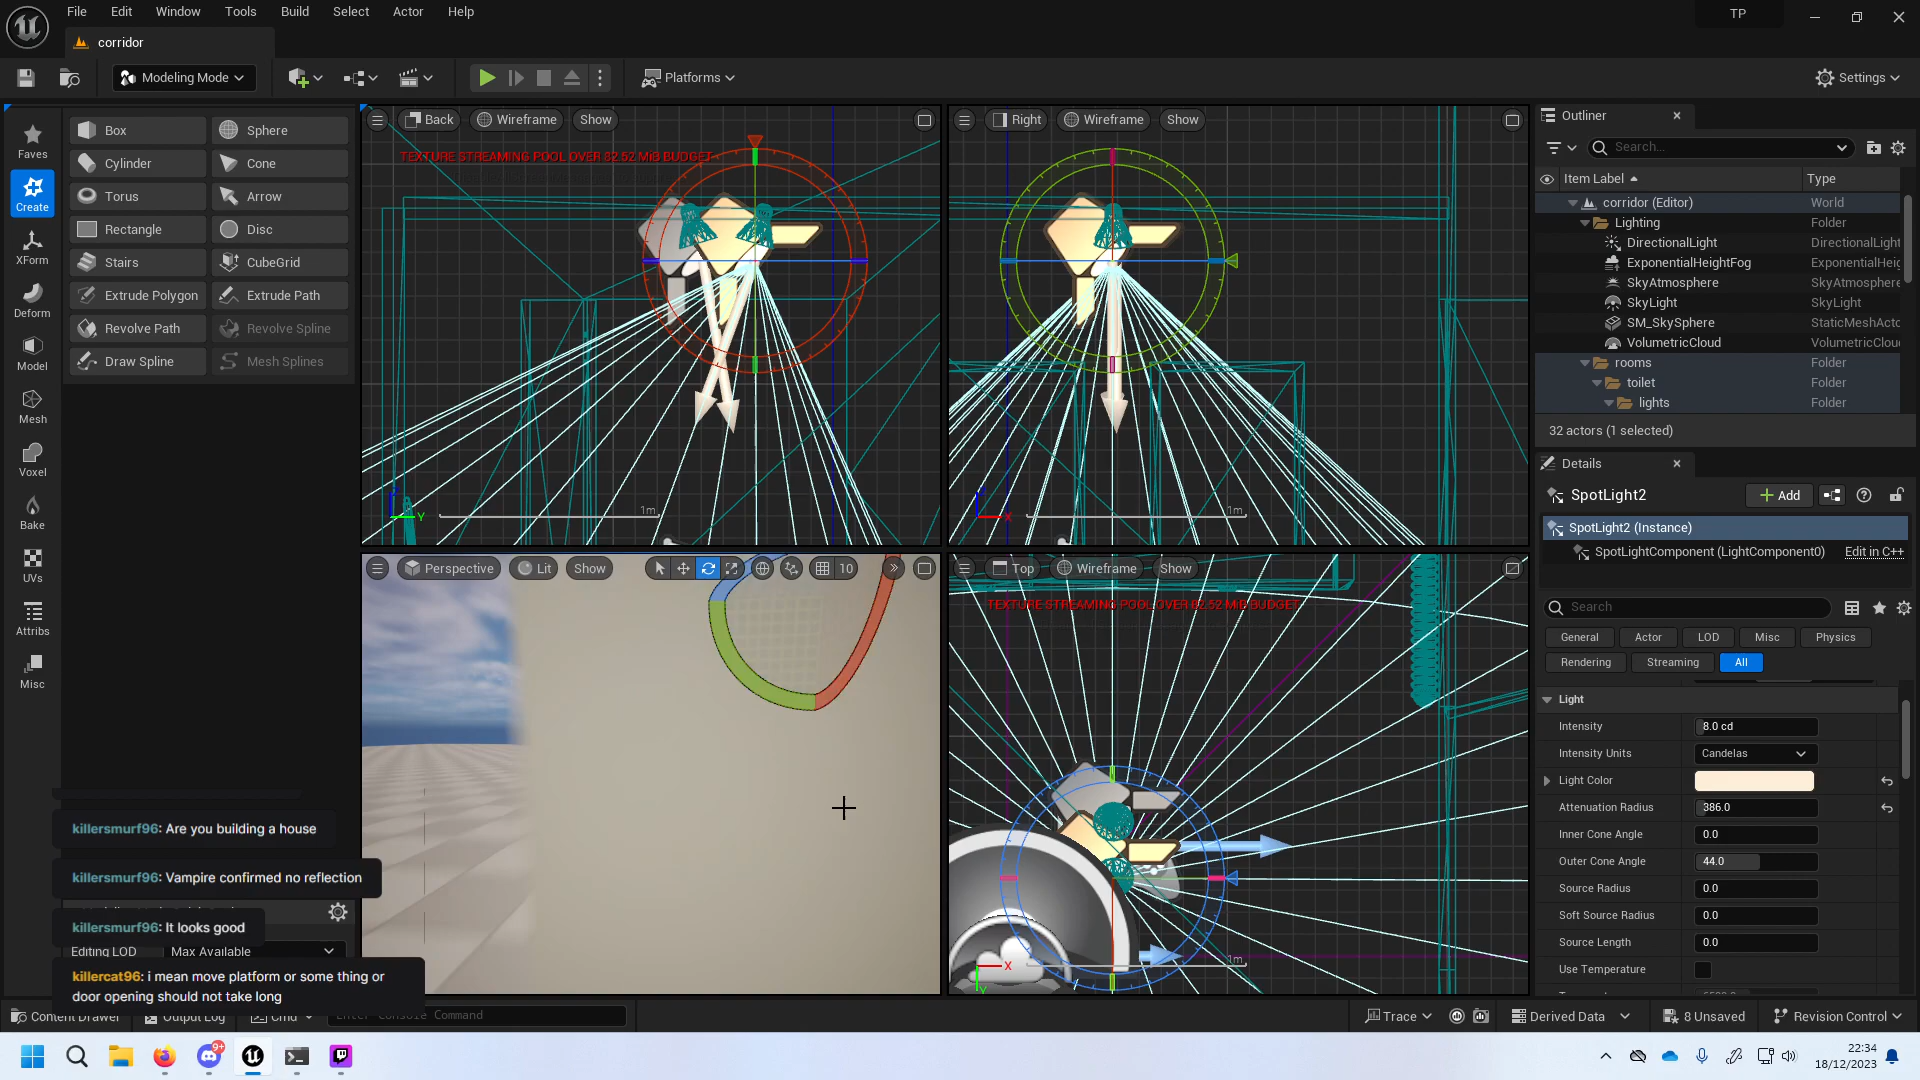 File Edit Window Tools Build Select Actor Help
TP
corridor
Modeling Mode
Platforms
Settings
Faves
Create
XForm
Deform
Model
Mesh
Voxel
Bake
UVs
Attribs
Misc
Box Sphere
Cylinder Cone
Torus Arrow
Rectangle Disc
Stairs CubeGrid
Extrude Polygon Extrude Path
Revolve Path Revolve Spline
Draw Spline Mesh Splines
Back Wireframe Show
TEXTURE STREAMING POOL OVER 82.52 MiB BUDGET
Y
1m
Right Wireframe Show
X
1m
Perspective Lit Show 10
Top Wireframe Show
TEXTURE STREAMING POOL OVER 82.52 MiB BUDGET
X
Y
1m
killersmurf96: Are you building a house
killersmurf96: Vampire confirmed no reflection
killersmurf96: It looks good
Editing LOD Max Available
killercat96: i mean move platform or some thing or
door opening should not take long
Outliner
Search...
Item Label Type
corridor (Editor) World
Lighting Folder
DirectionalLight DirectionalLight
ExponentialHeightFog ExponentialHeig
SkyAtmosphere SkyAtmosphere
SkyLight SkyLight
SM_SkySphere StaticMeshActo
VolumetricCloud VolumetricClou
rooms Folder
toilet Folder
lights Folder
32 actors (1 selected)
Details
SpotLight2 Add
SpotLight2 (Instance)
SpotLightComponent (LightComponent0) Edit in C++
Search
General Actor LOD Misc Physics
Rendering Streaming All
Light
Intensity 8.0 cd
Intensity Units Candelas
Light Color
Attenuation Radius 386.0
Inner Cone Angle 0.0
Outer Cone Angle 44.0
Source Radius 0.0
Soft Source Radius 0.0
Source Length 0.0
Use Temperature
Content Drawer Output Log Cmd Enter Console Command
Trace Derived Data 8 Unsaved Revision Control
9+
22:34
18/12/2023